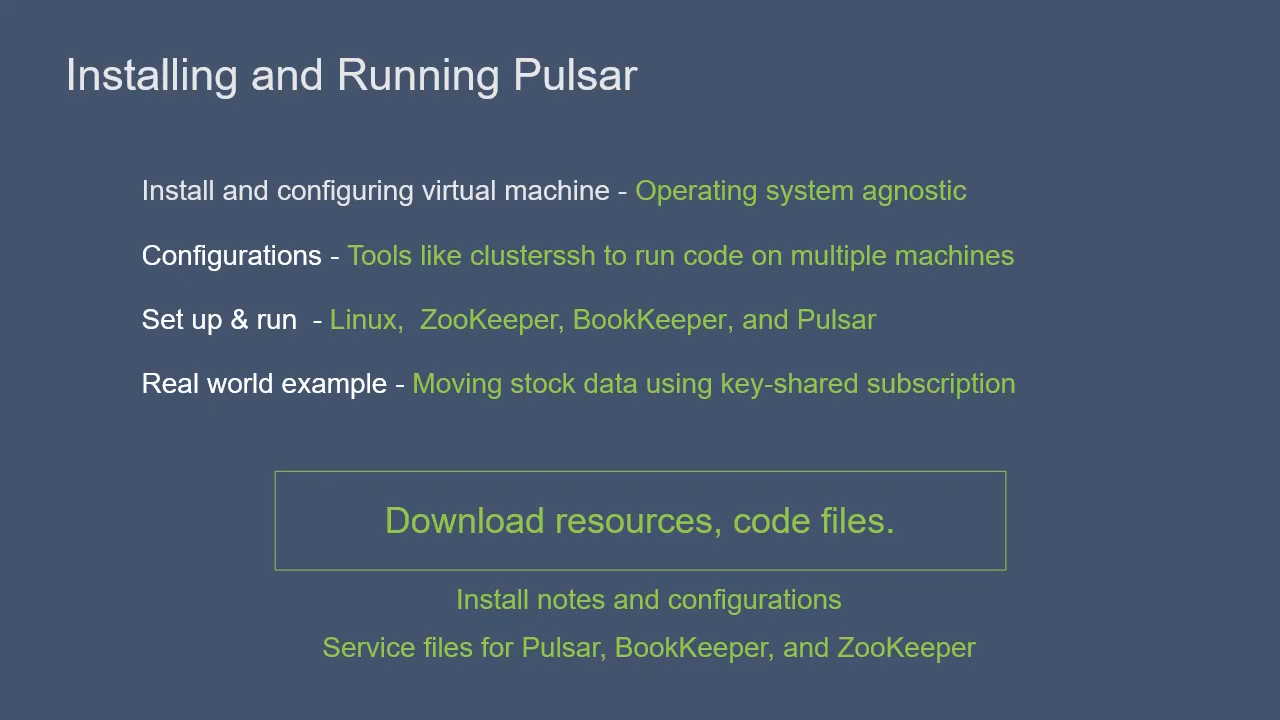 Installing and Running Pulsar
Install and configuring virtual machine - Operating system agnostic
Configurations - Tools like clusterssh to run code on multiple machines
Set up & run  - Linux,  ZooKeeper, BookKeeper, and Pulsar
Real world example - Moving stock data using key-shared subscription
Download resources, code files.
Install notes and configurations
Service files for Pulsar, BookKeeper, and ZooKeeper